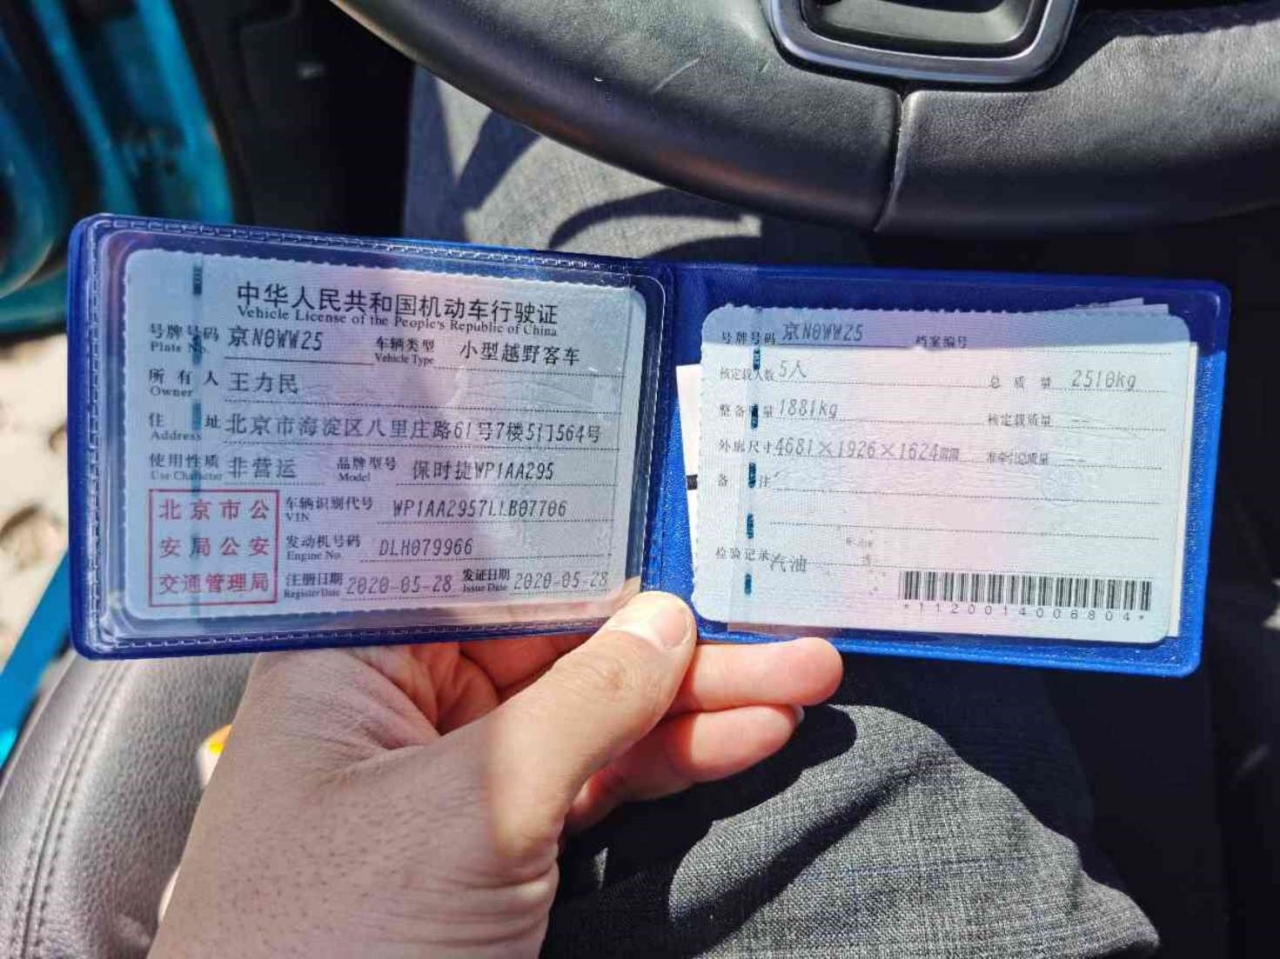 中华人民共和国机动车行驶证
Vehicle License of the People's Republic of China
号牌号码 京N0WW25 车辆类型 小型越野客车
Plate No. Vehicle Type
所有人 王力民
Owner
住址 北京市海淀区八里庄路61号7楼5门564号
Address
使用性质 非营运 品牌型号 保时捷WP1AA295
Use Character Model
北京市公
安局公安
交通管理局
车辆识别代号 WP1AA2957LLB07706
VIN
发动机号码 DLH079966
Engine No.
注册日期 2020-05-28 发证日期 2020-05-28
Register Date Issue Date
号牌号码 京N0WW25 档案编号
核定载人数 5人 总质量 2510kg
整备质量 1881kg 核定载质量 --
外廓尺寸 4681×1926×1624mm 准牵引总质量 --
备注
检验记录 汽油
*1120014006804*